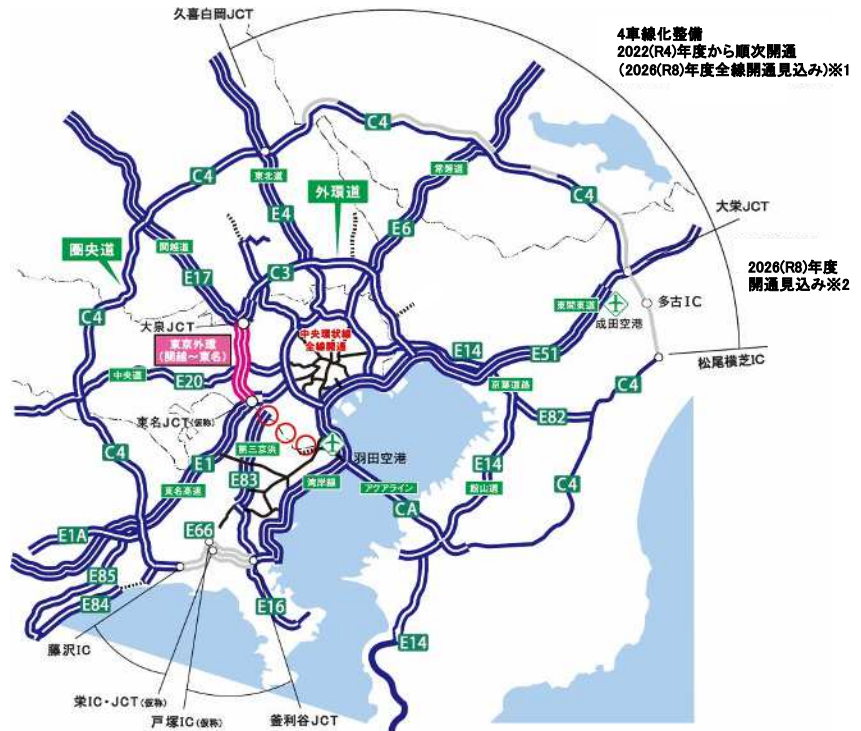 久喜白岡JCT
4車線化整備
2022(R4)年度から順次開通
(2026(R8)年度全線開通見込み)※1
C4
C4
常磐道
C4
東北道
外環道
C4
E4
E6
大栄JCT
圏央道
関越道
C3
2026(R8)年度
開通見込み※2
E17
東関東道
多古IC
成田空港
C4
大泉JCT
中央環状線
全線開通
東京外環
(関越～東名)
E14
E51
松尾横芝IC
中央道
E20
京葉道路
C4
E82
東名JCT(仮称)
第三京浜
羽田空港
C4
E1
E83
湾岸線
アクアライン
E14
館山道
C4
東名高速
CA
E66
E1A
E85
E84
E16
E14
藤沢IC
栄IC・JCT(仮称)
戸塚IC(仮称)
釜利谷JCT